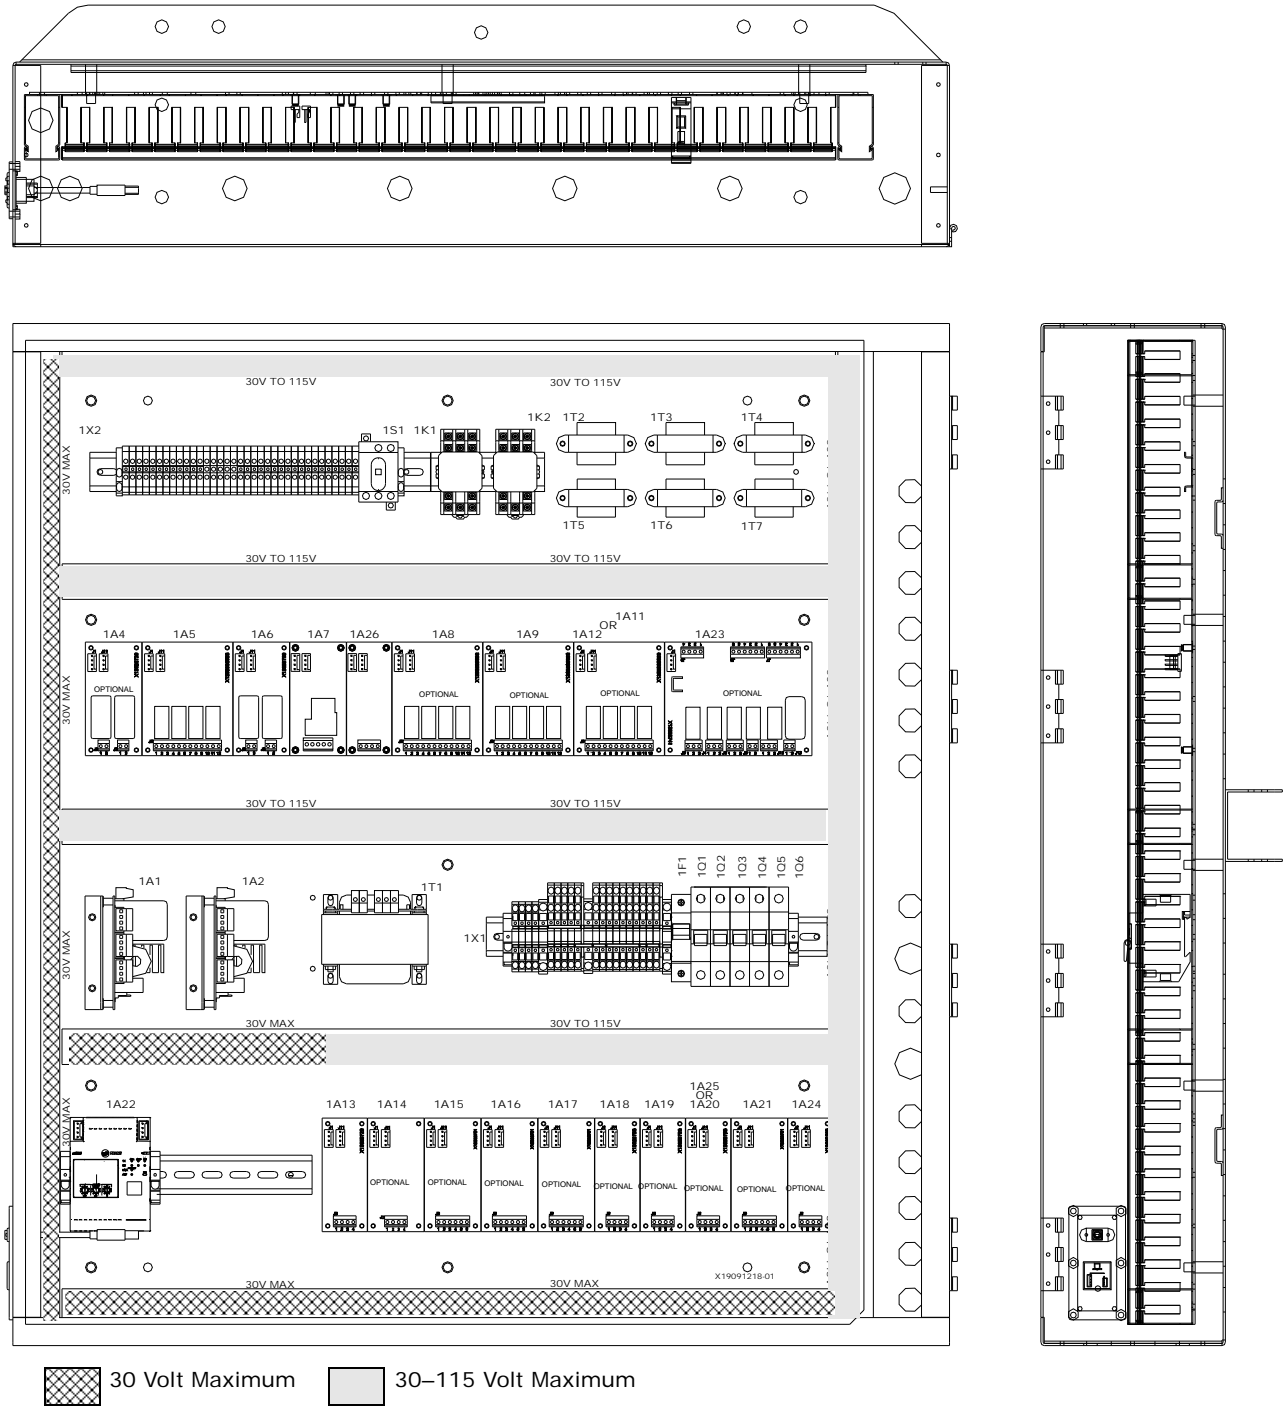 30V TO 115V 30V TO 115V
1X2 1S1 1K1 1K2 1T2 1T3 1T4
30V MAX
1T5 1T6 1T7
30V TO 115V 30V TO 115V
1A11
OR
1A4 1A5 1A6 1A7 1A26 1A8 1A9 1A12 1A23
OPTIONAL OPTIONAL OPTIONAL OPTIONAL OPTIONAL
30V MAX
30V TO 115V 30V TO 115V
1F1 1Q1 1Q2 1Q3 1Q4 1Q5 1Q6
1A1 1A2 1T1
1X1
30V MAX
30V MAX 30V TO 115V
1A25
OR
1A22 1A13 1A14 1A15 1A16 1A17 1A18 1A19 1A20 1A21 1A24
30V MAX
OPTIONAL OPTIONAL OPTIONAL OPTIONAL OPTIONAL OPTIONAL OPTIONAL OPTIONAL OPTIONAL
X19091218-01
30V MAX 30V MAX
30 Volt Maximum 30–115 Volt Maximum